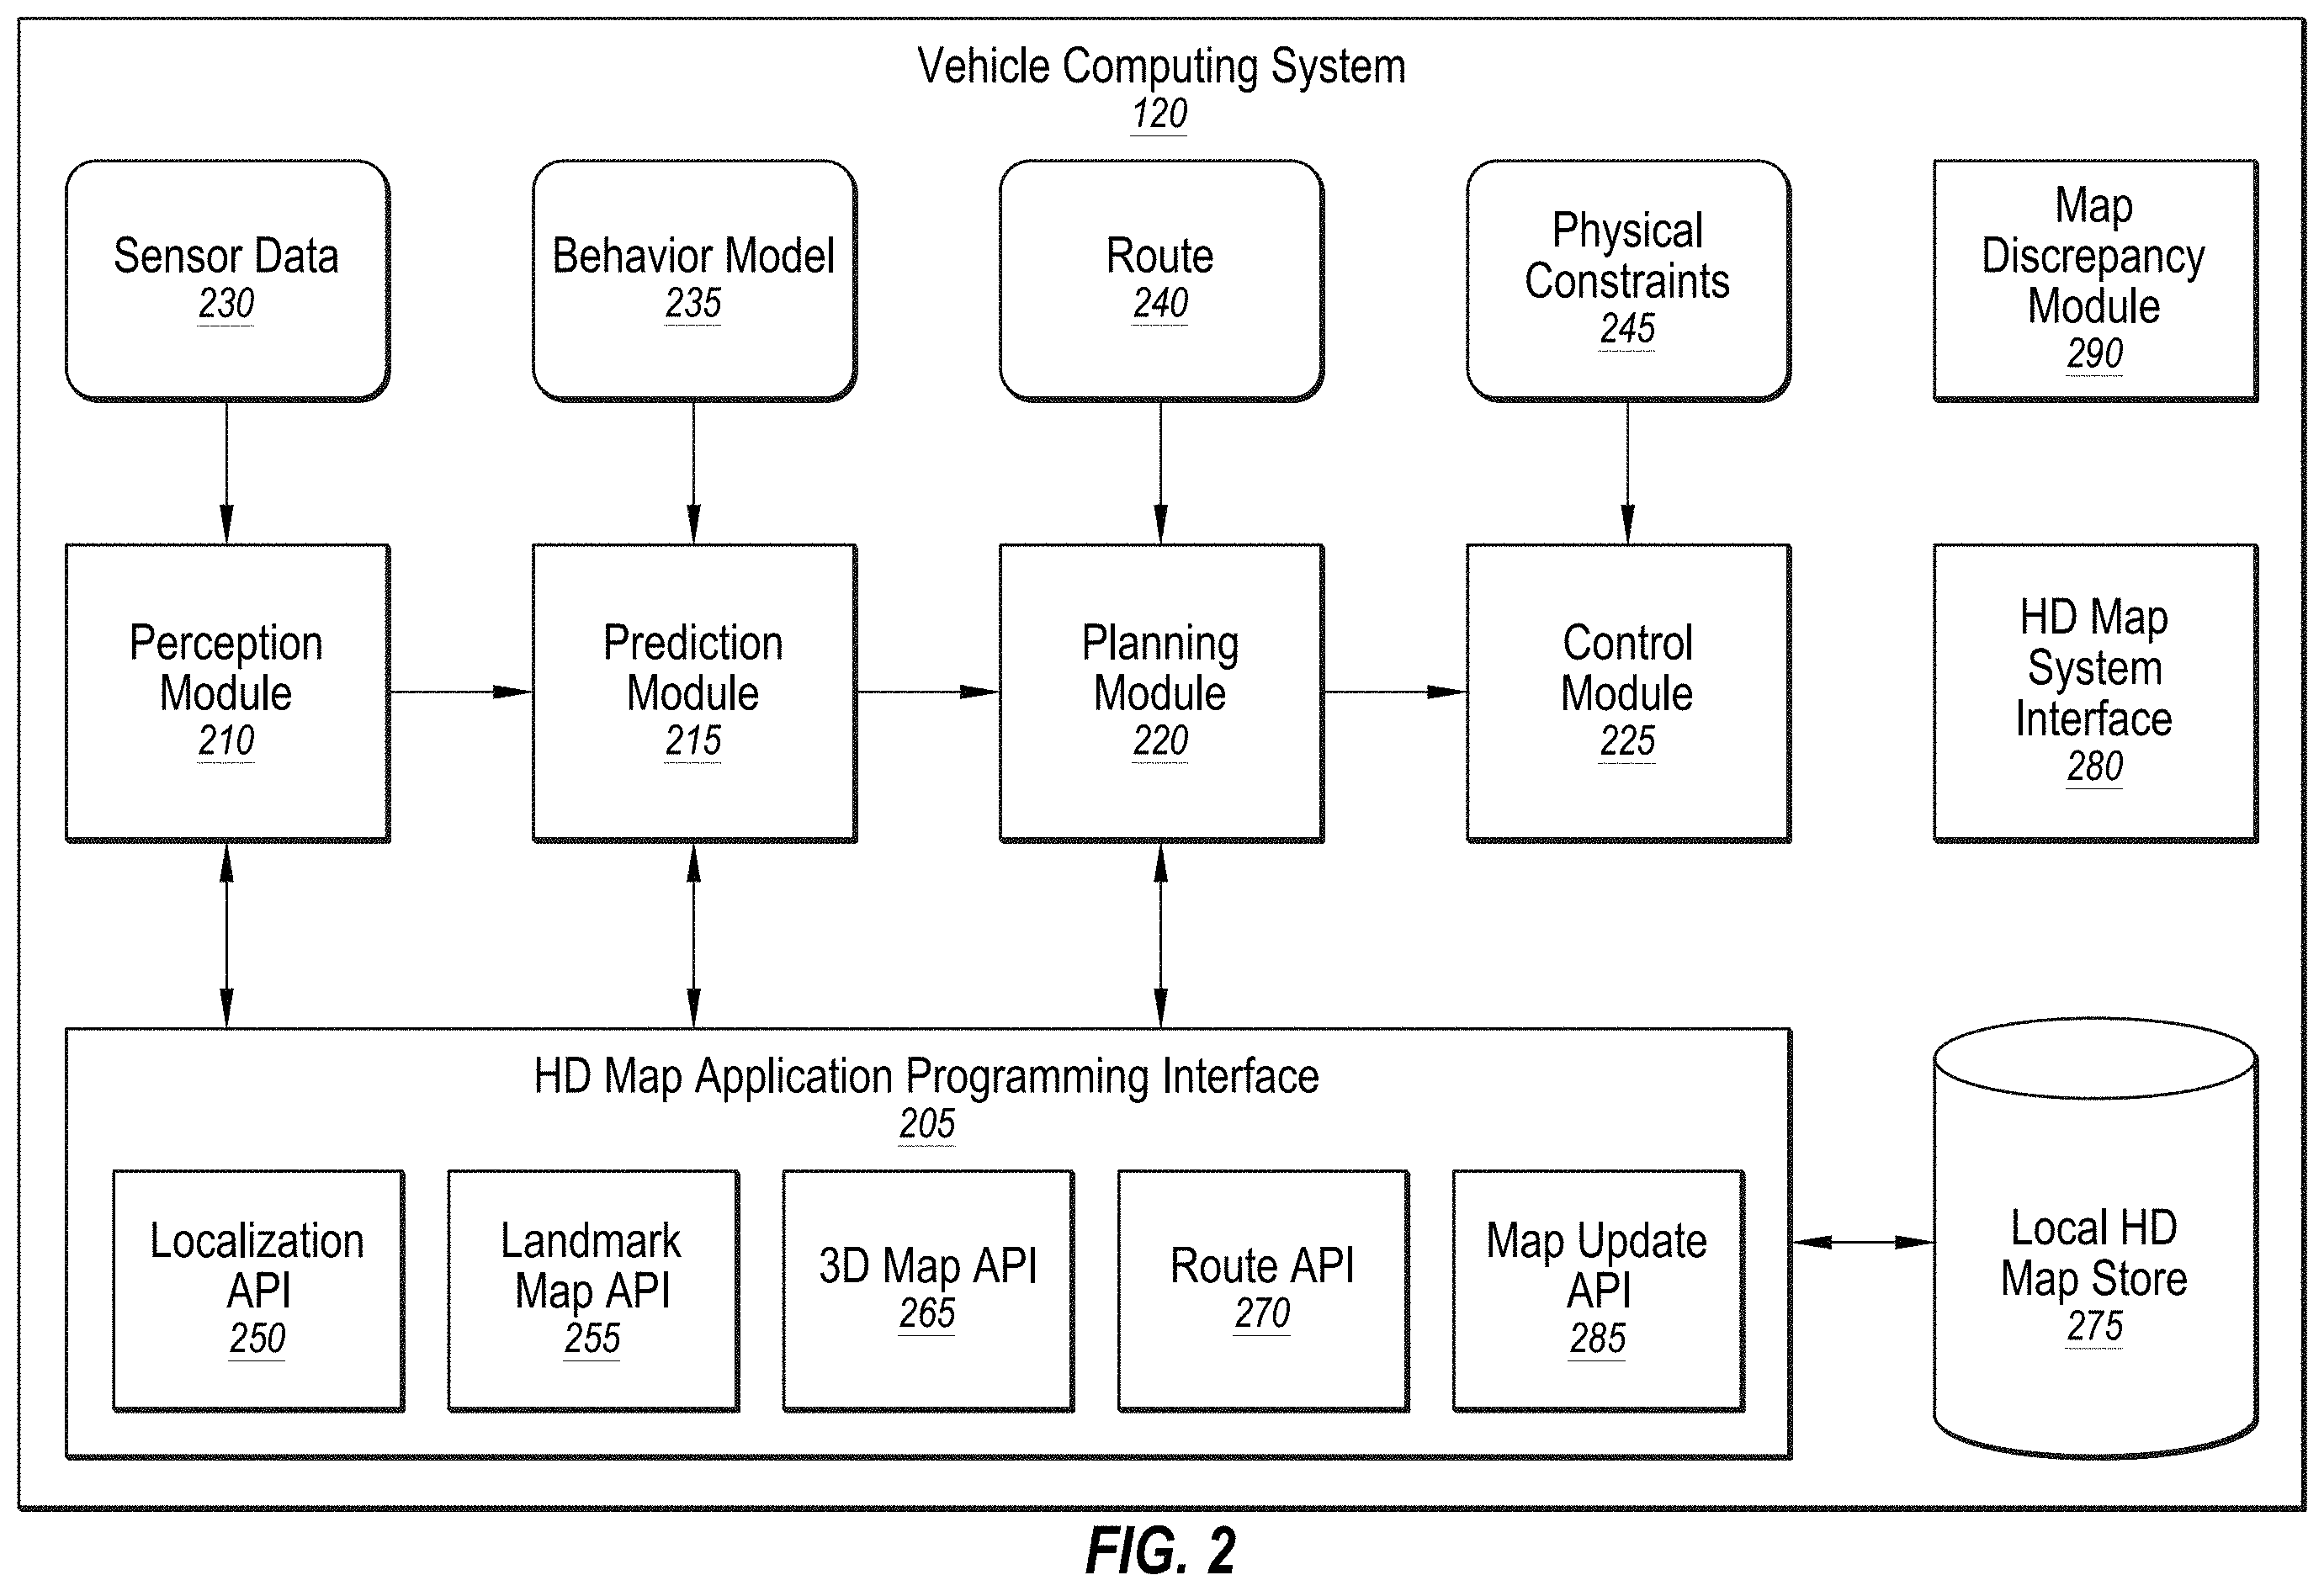 Vehicle Computing System
120
Sensor Data
230
Behavior Model
235
Route
240
Physical
Constraints
245
Map
Discrepancy
Module
290
Perception
Module
210
Prediction
Module
215
Planning
Module
220
Control
Module
225
HD Map
System
Interface
280
HD Map Application Programming Interface
205
Localization
API
250
Landmark
Map API
255
3D Map API
265
Route API
270
Map Update
API
285
Local HD
Map Store
275
FIG. 2